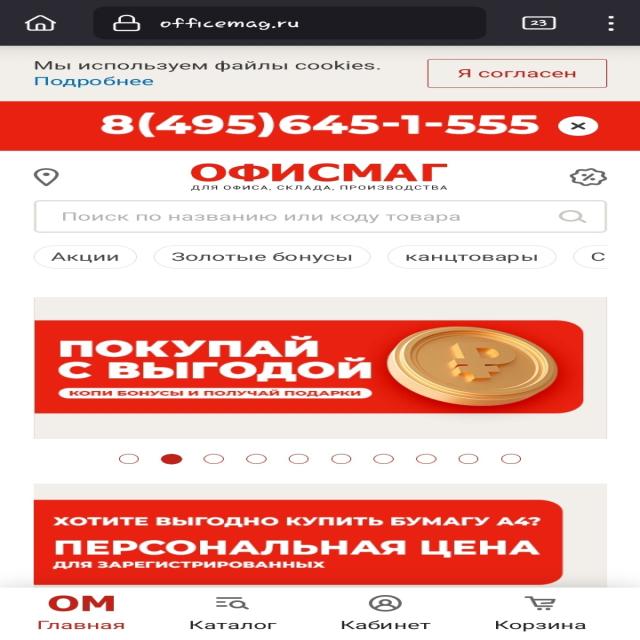 officemag.ru
23
Мы используем файлы cookies.
Подробнее
Я согласен
8(495)645-1-555
ОФИСМАГ
ДЛЯ ОФИСА, СКЛАДА, ПРОИЗВОДСТВА
Поиск по названию или коду товара
Акции
Золотые бонусы
канцтовары
С
ПОКУПАЙ
С ВЫГОДОЙ
КОПИ БОНУСЫ И ПОЛУЧАЙ ПОДАРКИ
ХОТИТЕ ВЫГОДНО КУПИТЬ БУМАГУ А4?
ПЕРСОНАЛЬНАЯ ЦЕНА
ДЛЯ ЗАРЕГИСТРИРОВАННЫХ
ОМ
Главная
Каталог
Кабинет
Корзина